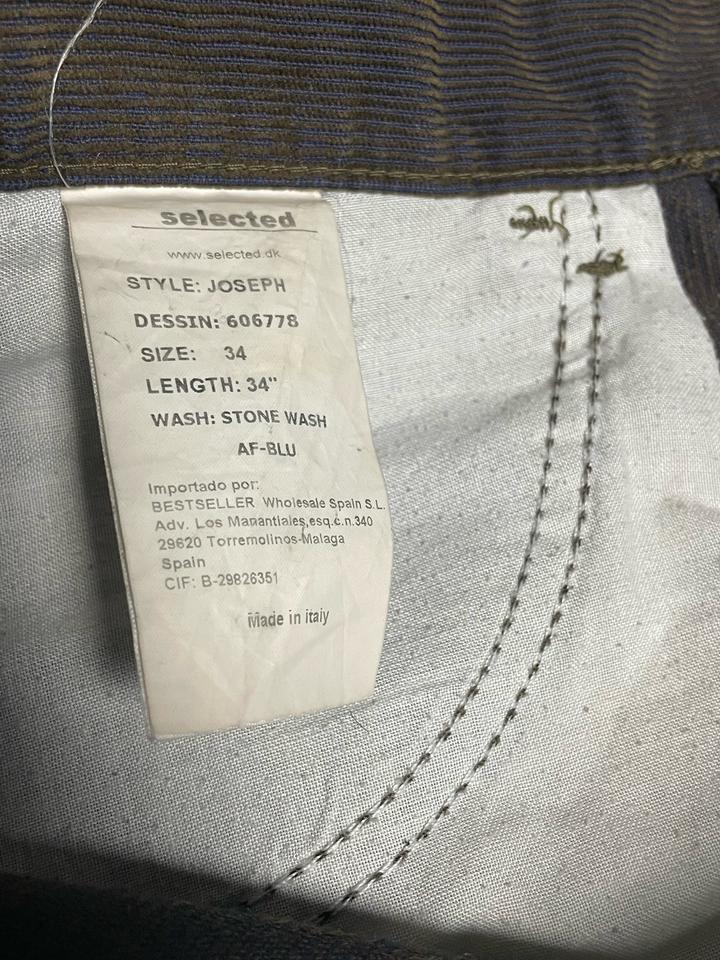 selected
www.selected.dk
STYLE: JOSEPH
DESSIN: 606778
SIZE: 34
LENGTH: 34"
WASH: STONE WASH
AF-BLU
Importado por:
BESTSELLER Wholesale Spain S.L.
Adv. Los Manantiales,esq.c.n.340
29620 Torremolinos-Malaga
Spain
CIF: B-29826351
Made in italy